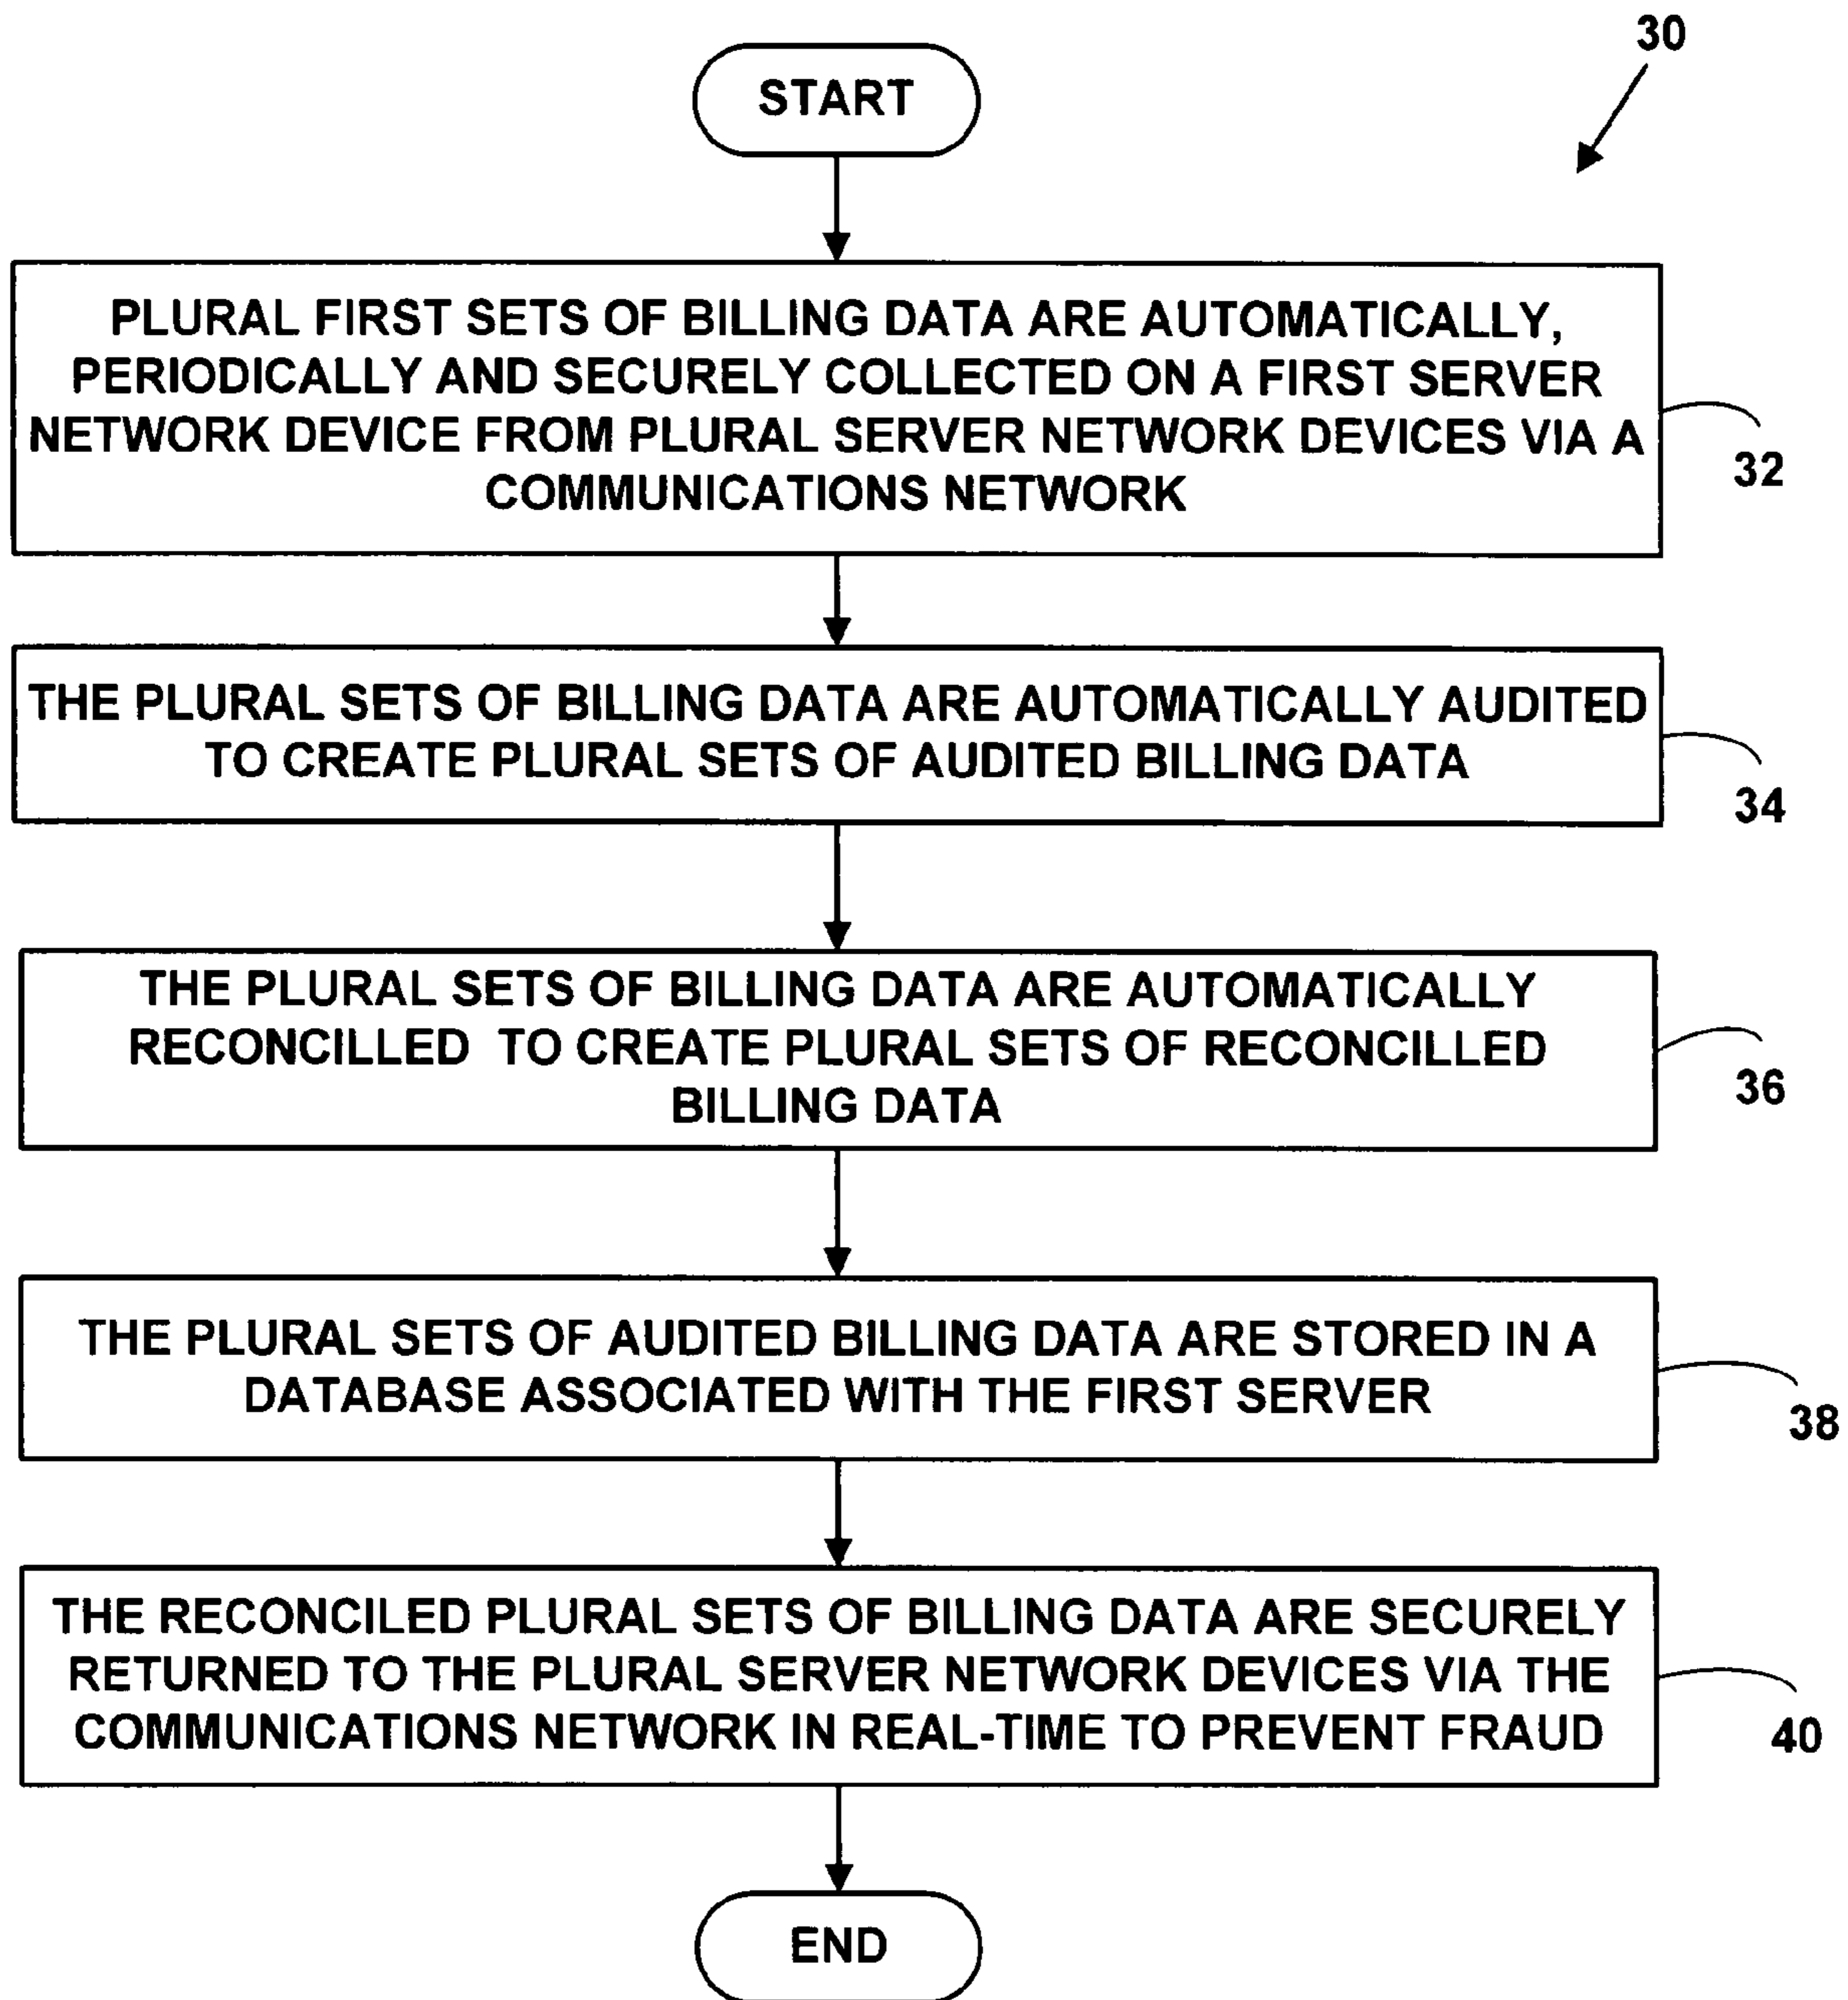 30
START
PLURAL FIRST SETS OF BILLING DATA ARE AUTOMATICALLY,
PERIODICALLY AND SECURELY COLLECTED ON A FIRST SERVER
NETWORK DEVICE FROM PLURAL SERVER NETWORK DEVICES VIA A
COMMUNICATIONS NETWORK
32
THE PLURAL SETS OF BILLING DATA ARE AUTOMATICALLY AUDITED
TO CREATE PLURAL SETS OF AUDITED BILLING DATA
34
THE PLURAL SETS OF BILLING DATA ARE AUTOMATICALLY
RECONCILLED TO CREATE PLURAL SETS OF RECONCILLED
BILLING DATA
36
THE PLURAL SETS OF AUDITED BILLING DATA ARE STORED IN A
DATABASE ASSOCIATED WITH THE FIRST SERVER
38
THE RECONCILED PLURAL SETS OF BILLING DATA ARE SECURELY
RETURNED TO THE PLURAL SERVER NETWORK DEVICES VIA THE
COMMUNICATIONS NETWORK IN REAL-TIME TO PREVENT FRAUD
40
END